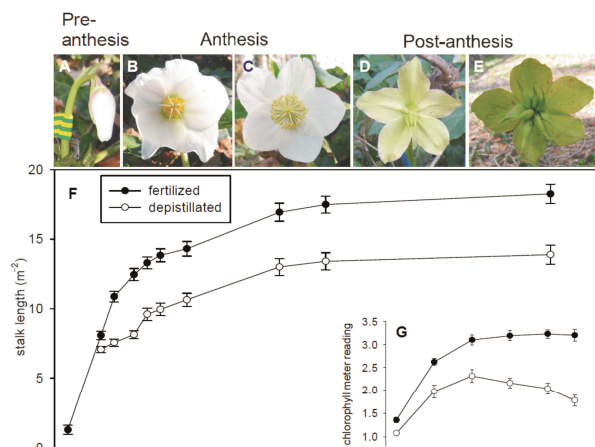 Pre-
anthesis
Anthesis
Post-anthesis
A
B
C
D
E
20
F
fertilized
depistillated
15
stalk length (m-2)
10
G
3.5
3.0
chlorophyll meter reading
2.5
5
2.0
1.5
1.0
0